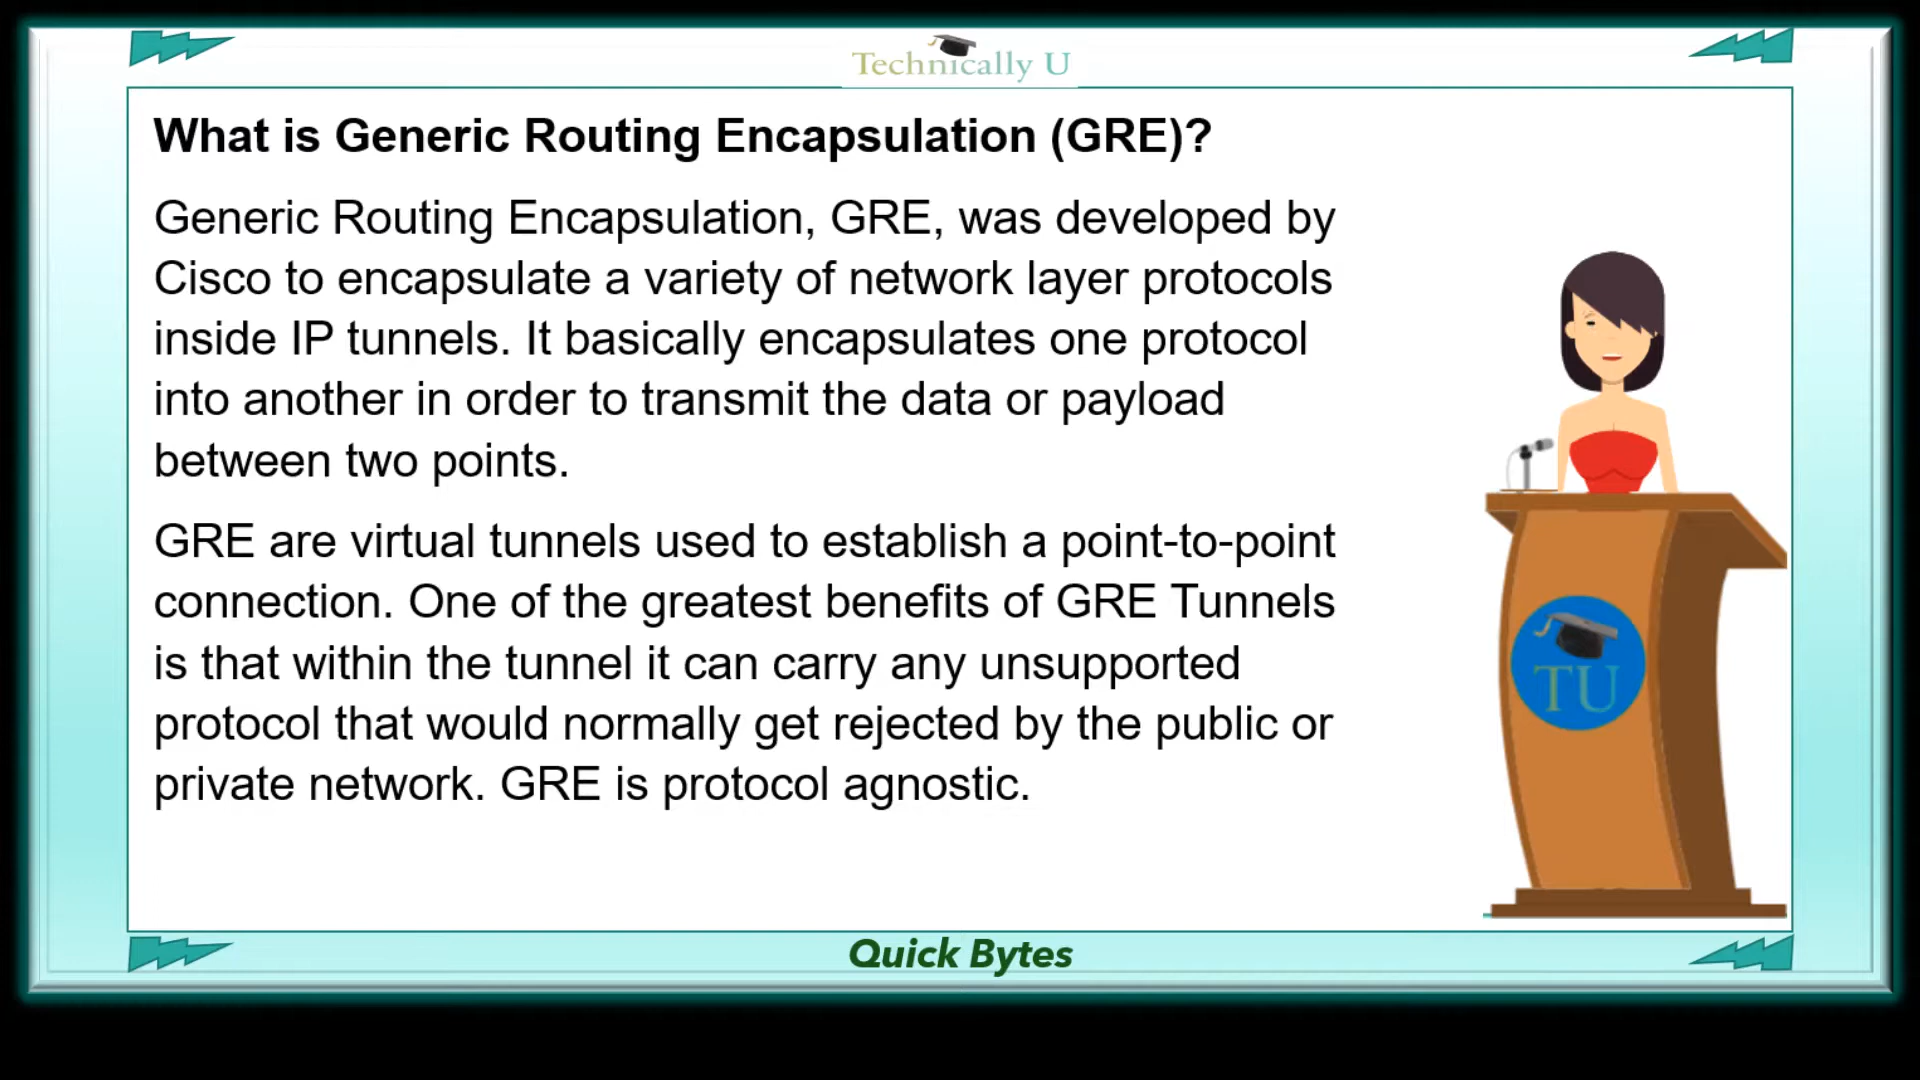 Technically U
What is Generic Routing Encapsulation (GRE)?
Generic Routing Encapsulation, GRE, was developed by
Cisco to encapsulate a variety of network layer protocols
inside IP tunnels. It basically encapsulates one protocol
into another in order to transmit the data or payload
between two points.
GRE are virtual tunnels used to establish a point-to-point
connection. One of the greatest benefits of GRE Tunnels
is that within the tunnel it can carry any unsupported
protocol that would normally get rejected by the public or
private network. GRE is protocol agnostic.
TU
Quick Bytes